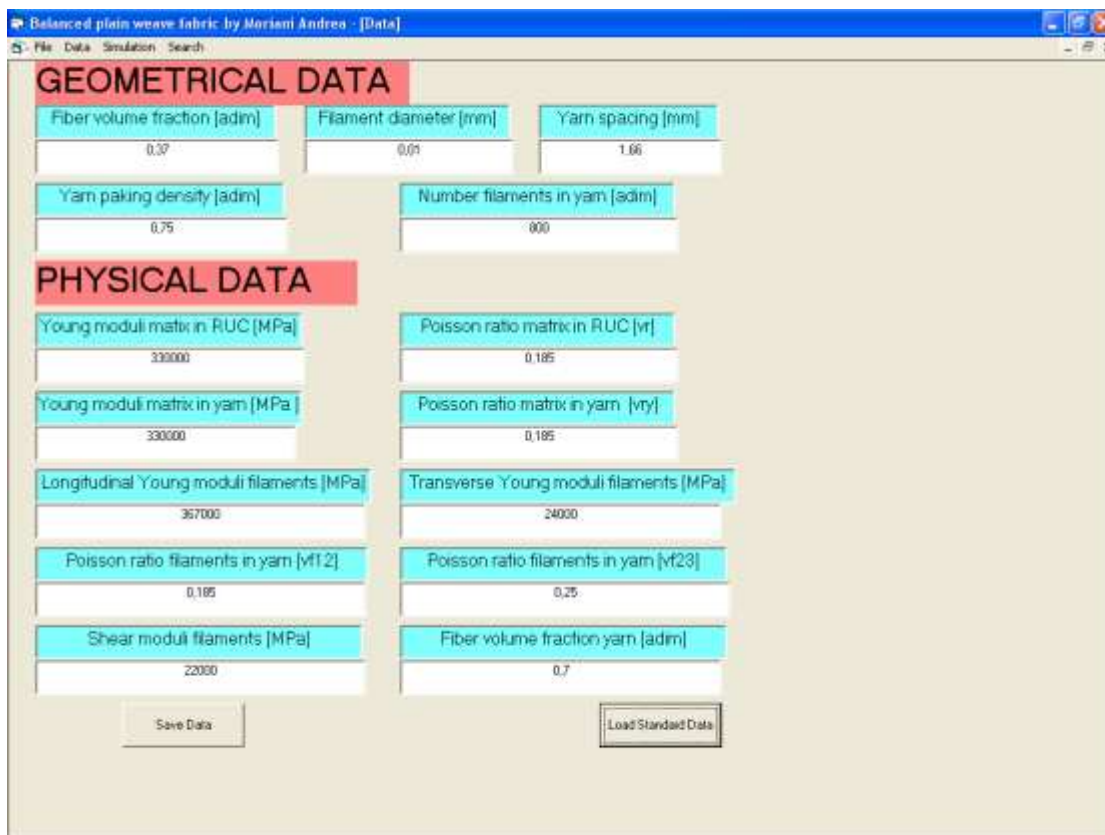 Balanced plain weave fabric by Moriani Andrea - [Data]
File Data Simulation Search
GEOMETRICAL DATA
Fiber volume fraction [adim] Filament diameter [mm] Yarn spacing [mm]
0,37 0,01 1.66
Yarn paking density [adim] Number filaments in yarn [adim]
0,75 800
PHYSICAL DATA
Young moduli matix in RUC [MPa] Poisson ratio matrix in RUC [vr]
330000 0,185
Young moduli matrix in yarn [MPa ] Poisson ratio matrix in yarn [vry]
330000 0,185
Longitudinal Young moduli filaments [MPa] Transverse Young moduli filaments [MPa]
367000 24000
Poisson ratio filaments in yarn [vf12] Poisson ratio filaments in yarn [vf23]
0,185 0,25
Shear moduli filaments [MPa] Fiber volume fraction yarn [adim]
22000 0,7
Save Data Load Standard Data